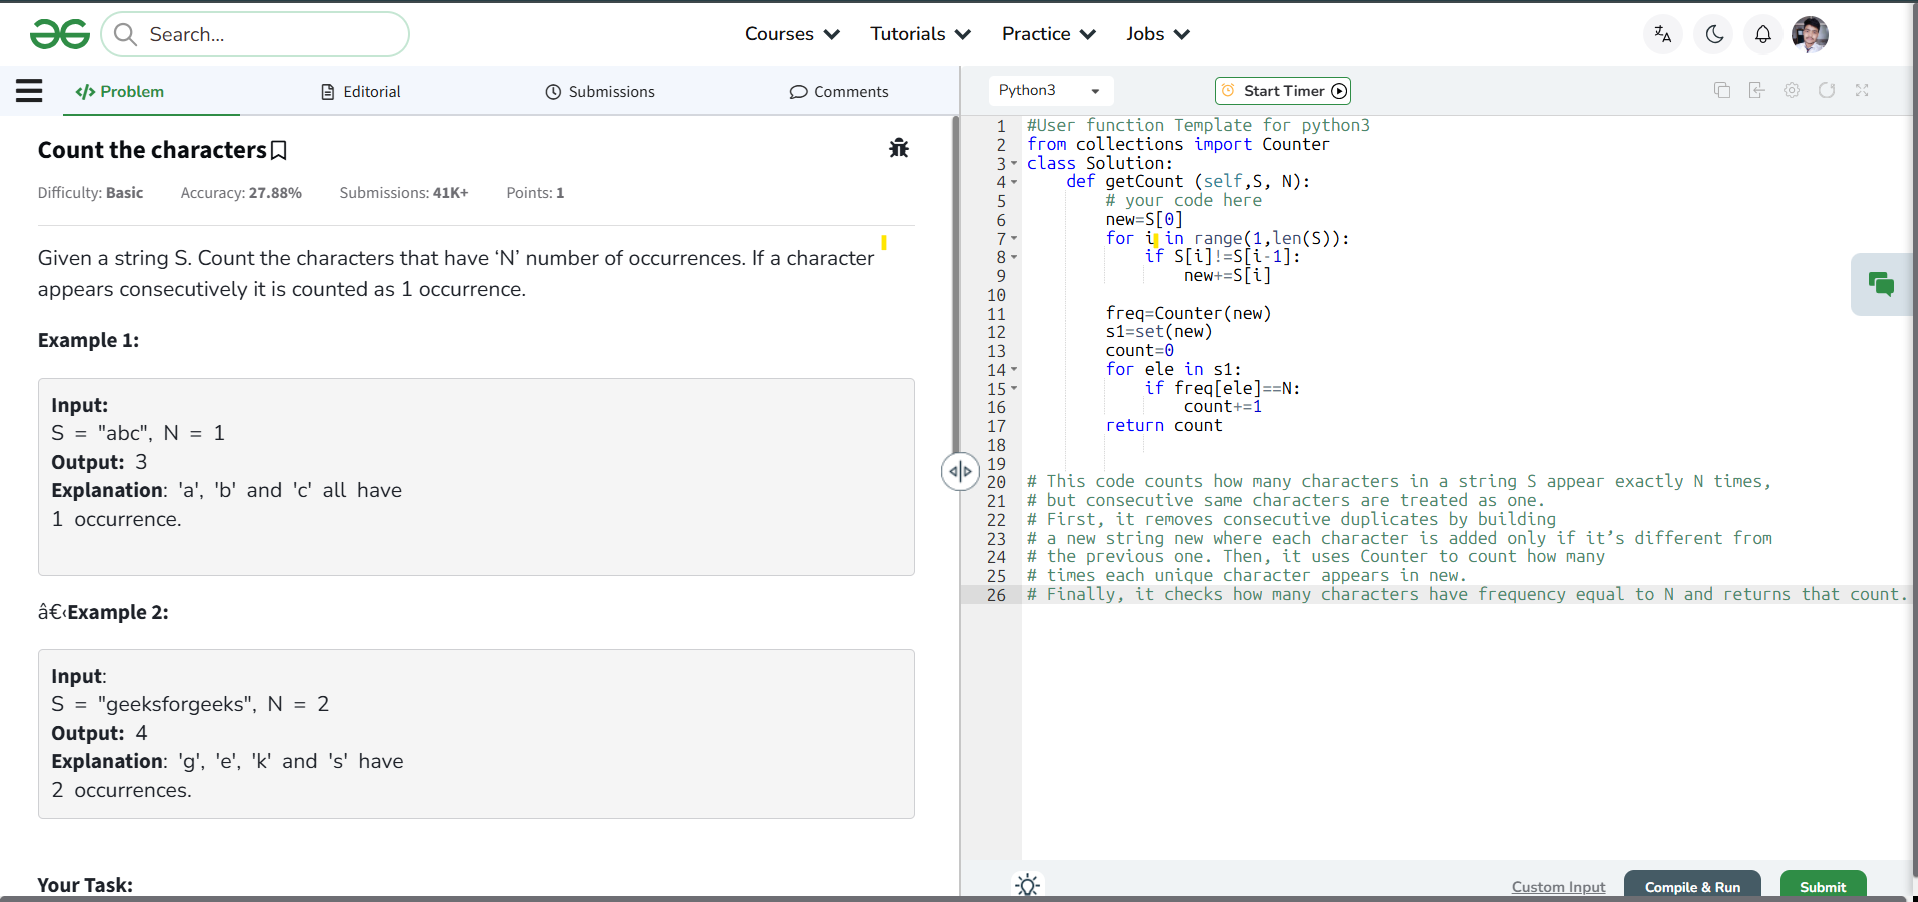 Search...
Courses
Tutorials
Practice
Jobs
</> Problem
Editorial
Submissions
Comments
Python3
Start Timer
Count the characters
Difficulty: Basic
Accuracy: 27.88%
Submissions: 41K+
Points: 1
Given a string S. Count the characters that have ‘N’ number of occurrences. If a character
appears consecutively it is counted as 1 occurrence.
Example 1:
Input:
S = "abc", N = 1
Output: 3
Explanation: 'a', 'b' and 'c' all have
1 occurrence.
â€‹Example 2:
Input:
S = "geeksforgeeks", N = 2
Output: 4
Explanation: 'g', 'e', 'k' and 's' have
2 occurrences.
Your Task:
1 #User function Template for python3
2 from collections import Counter
3 class Solution:
4     def getCount (self,S, N):
5         # your code here
6         new=S[0]
7         for i in range(1,len(S)):
8             if S[i]!=S[i-1]:
9                 new+=S[i]
10
11         freq=Counter(new)
12         s1=set(new)
13         count=0
14         for ele in s1:
15             if freq[ele]==N:
16                 count+=1
17         return count
18
19
20 # This code counts how many characters in a string S appear exactly N times,
21 # but consecutive same characters are treated as one.
22 # First, it removes consecutive duplicates by building
23 # a new string new where each character is added only if it’s different from
24 # the previous one. Then, it uses Counter to count how many
25 # times each unique character appears in new.
26 # Finally, it checks how many characters have frequency equal to N and returns that count.
Custom Input
Compile & Run
Submit